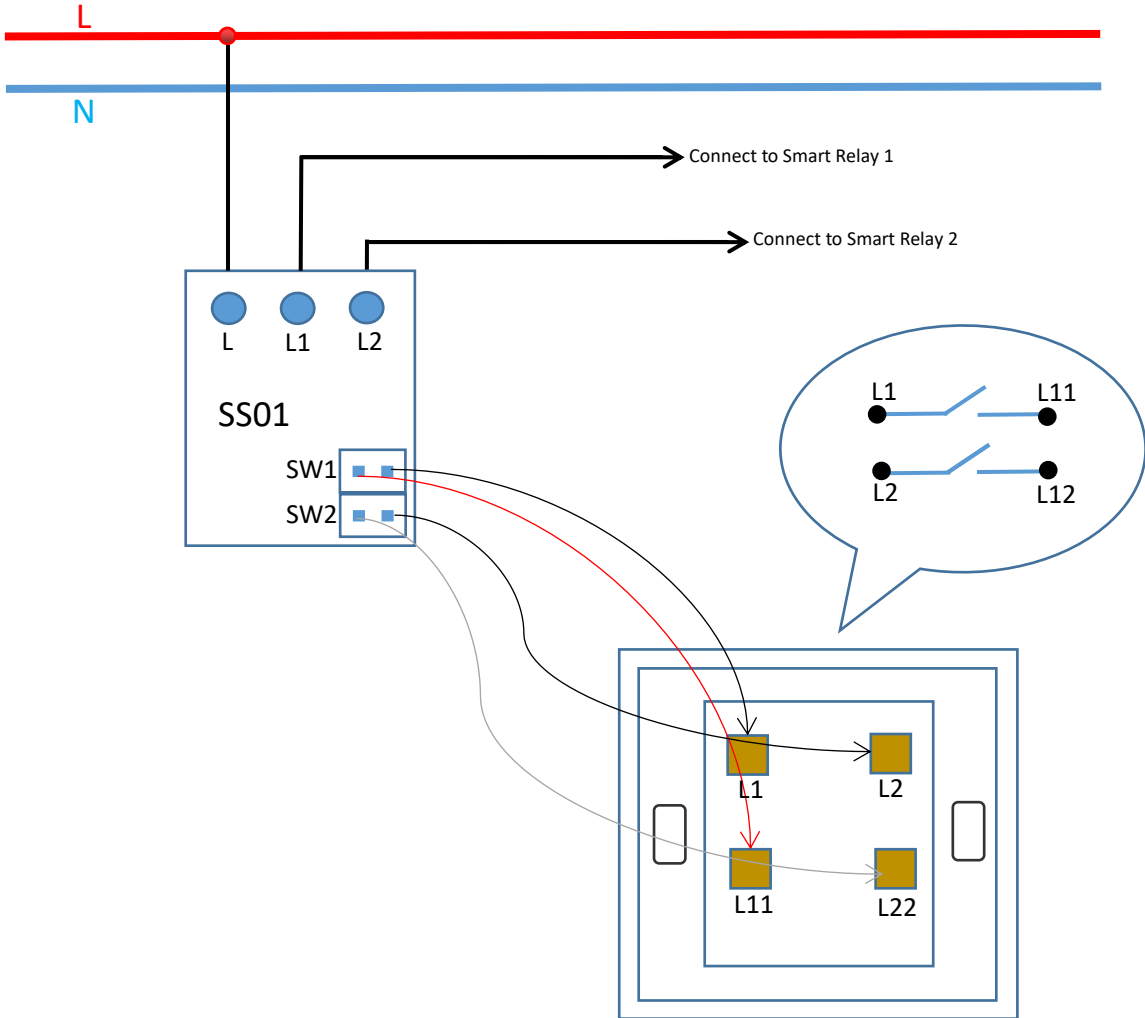 L
N
Connect to Smart Relay 1
Connect to Smart Relay 2
L L1 L2
SS01
SW1
SW2
L1 L11
L2 L12
L1 L2
L11 L22